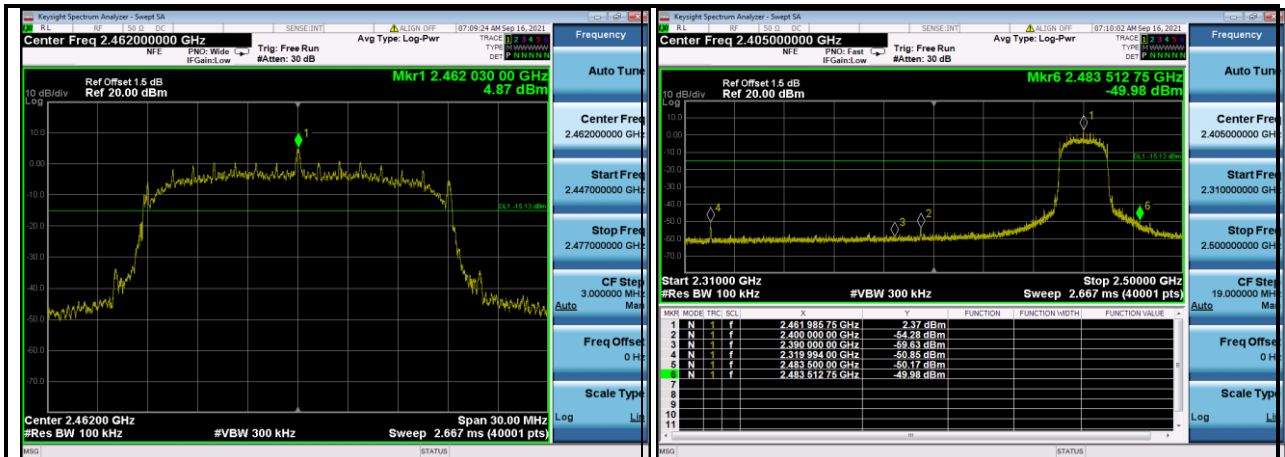 Keysight Spectrum Analyzer - Swept SA
RL RF 50 Ω DC SENSE:INT ALIGN OFF 07:09:24 AM Sep 16, 2021
Center Freq 2.462000000 GHz
NFE PNO: Wide Trig: Free Run Avg Type: Log-Pwr TRACE 1 2 3 4 5 6
IFGain:Low #Atten: 30 dB TYPE M WWWWW
DET P N N N N N
Mkr1 2.462 030 00 GHz
4.87 dBm
Ref Offset 1.5 dB
10 dB/div Ref 20.00 dBm
Log
10.0
0.00
-10.0
-20.0
-30.0
-40.0
-50.0
-60.0
-70.0
1
DL1 -15.13 dBm
Center 2.46200 GHz Span 30.00 MHz
#Res BW 100 kHz #VBW 300 kHz Sweep 2.667 ms (40001 pts)
MSG STATUS
Frequency
Auto Tune
Center Freq
2.462000000 GHz
Start Freq
2.447000000 GHz
Stop Freq
2.477000000 GHz
CF Step
3.000000 MHz
Auto Man
Freq Offset
0 Hz
Scale Type
Log Lin
Keysight Spectrum Analyzer - Swept SA
RL RF 50 Ω DC SENSE:INT ALIGN OFF 07:10:02 AM Sep 16, 2021
Center Freq 2.405000000 GHz
NFE PNO: Fast Trig: Free Run Avg Type: Log-Pwr TRACE 1 2 3 4 5 6
IFGain:Low #Atten: 30 dB TYPE M WWWWW
DET P N N N N N
Mkr6 2.483 512 75 GHz
-49.98 dBm
Ref Offset 1.5 dB
10 dB/div Ref 20.00 dBm
Log
10.0
0.00
-10.0
-20.0
-30.0
-40.0
-50.0
-60.0
-70.0
1
DL1 -15.13 dBm
4
3
2
6
Start 2.31000 GHz Stop 2.50000 GHz
#Res BW 100 kHz #VBW 300 kHz Sweep 2.667 ms (40001 pts)
MKR MODE TRC SCL X Y FUNCTION FUNCTION WIDTH FUNCTION VALUE
1 N 1 f 2.461 985 75 GHz 2.37 dBm
2 N 1 f 2.400 000 00 GHz -54.28 dBm
3 N 1 f 2.390 000 00 GHz -59.63 dBm
4 N 1 f 2.319 994 00 GHz -50.85 dBm
5 N 1 f 2.483 500 00 GHz -50.17 dBm
6 N 1 f 2.483 512 75 GHz -49.98 dBm
7
8
9
10
11
MSG STATUS
Frequency
Auto Tune
Center Freq
2.405000000 GHz
Start Freq
2.310000000 GHz
Stop Freq
2.500000000 GHz
CF Step
19.000000 MHz
Auto Man
Freq Offset
0 Hz
Scale Type
Log Lin